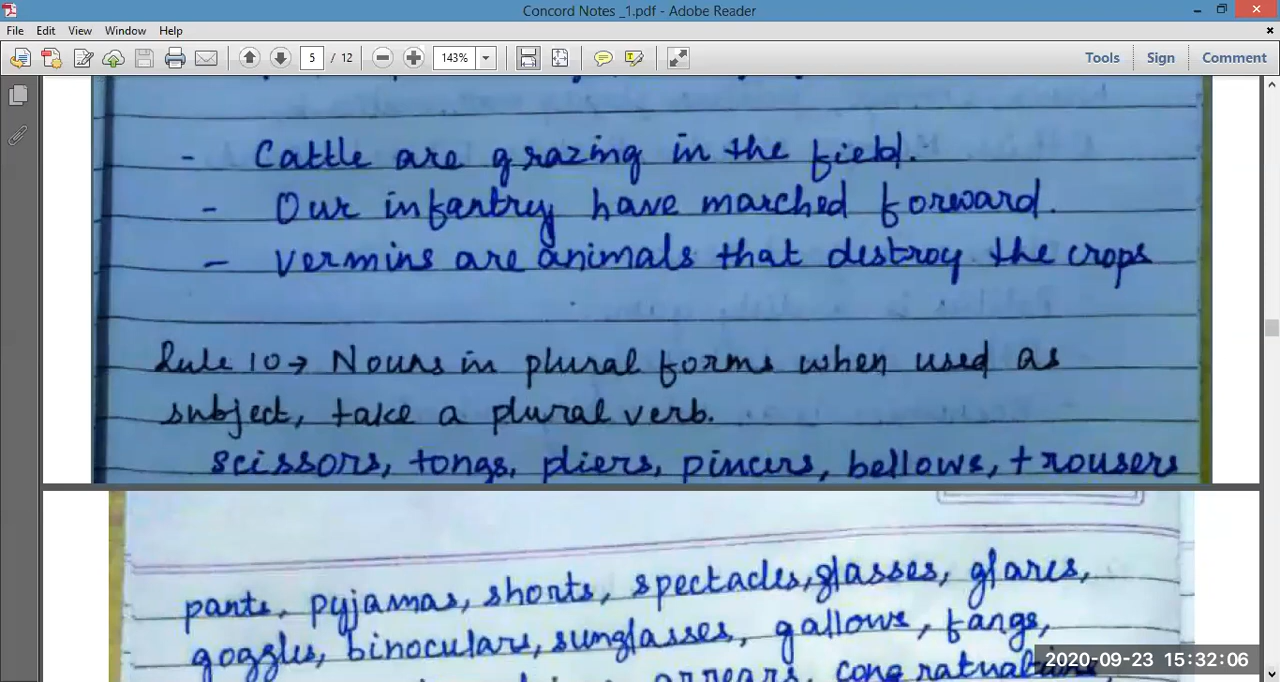 Concord Notes _1.pdf - Adobe Reader
File Edit View Window Help
5 / 12 143% Tools Sign Comment
- Cattle are grazing in the field.
- Our infantry have marched forward.
- vermins are animals that destroy the crops
Rule 10→ Nouns in plural forms when used as
subject, take a plural verb.
scissors, tongs, pliers, pincers, bellows, trousers
pants, pyjamas, shorts, spectacles, glasses, glares,
goggles, binoculars, sunglasses, gallows, fangs,
arrears, congratulations
2020-09-23 15:32:06